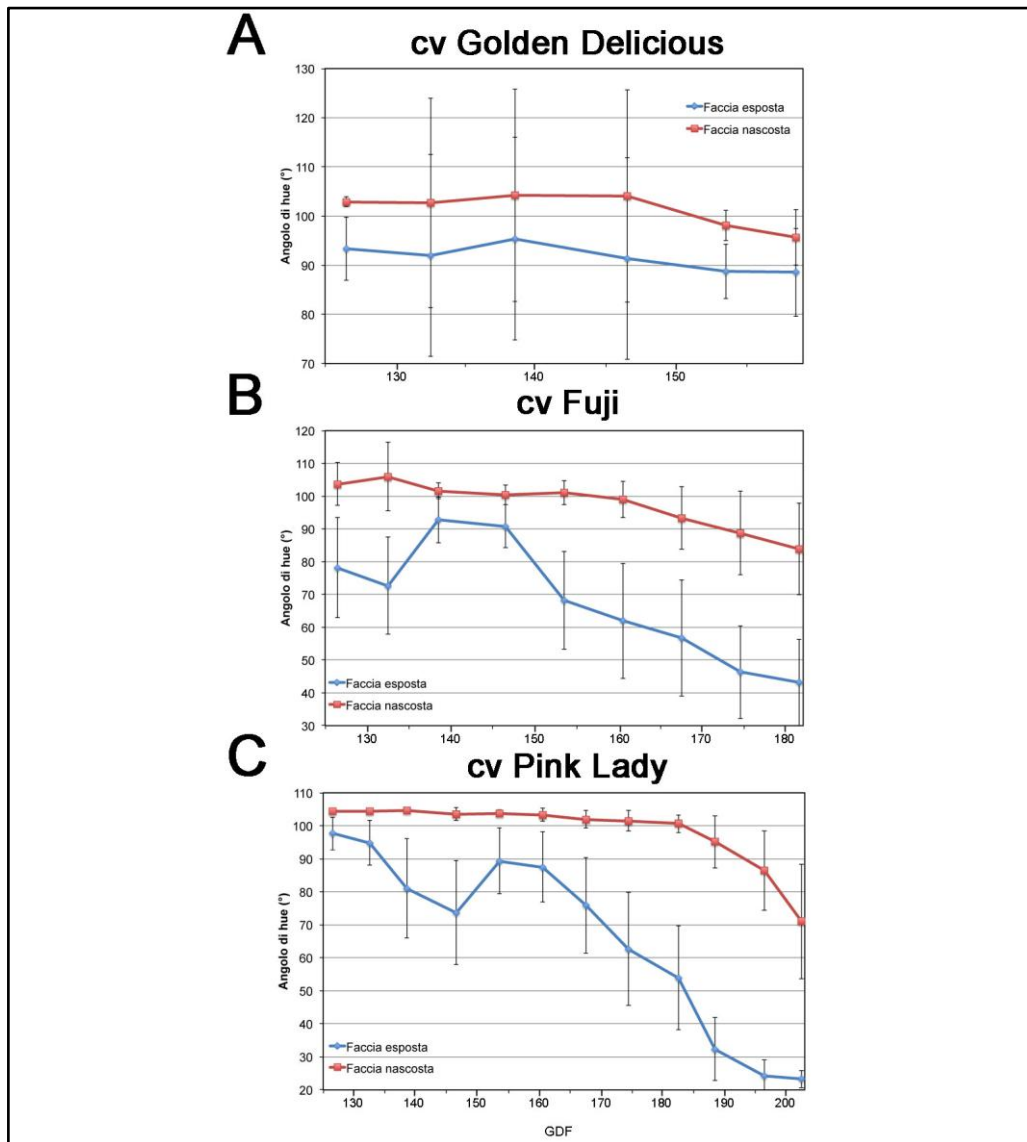 A
cv Golden Delicious
130
120
110
100
90
80
70
Angolo di hue (°)
Faccia esposta
Faccia nascosta
130 140 150
B
cv Fuji
120
110
100
90
80
70
60
50
40
30
Angolo di hue (°)
Faccia esposta
Faccia nascosta
130 140 150 160 170 180
C
cv Pink Lady
110
100
90
80
70
60
50
40
30
20
Angolo di hue (°)
Faccia esposta
Faccia nascosta
130 140 150 160 170 180 190 200
GDF